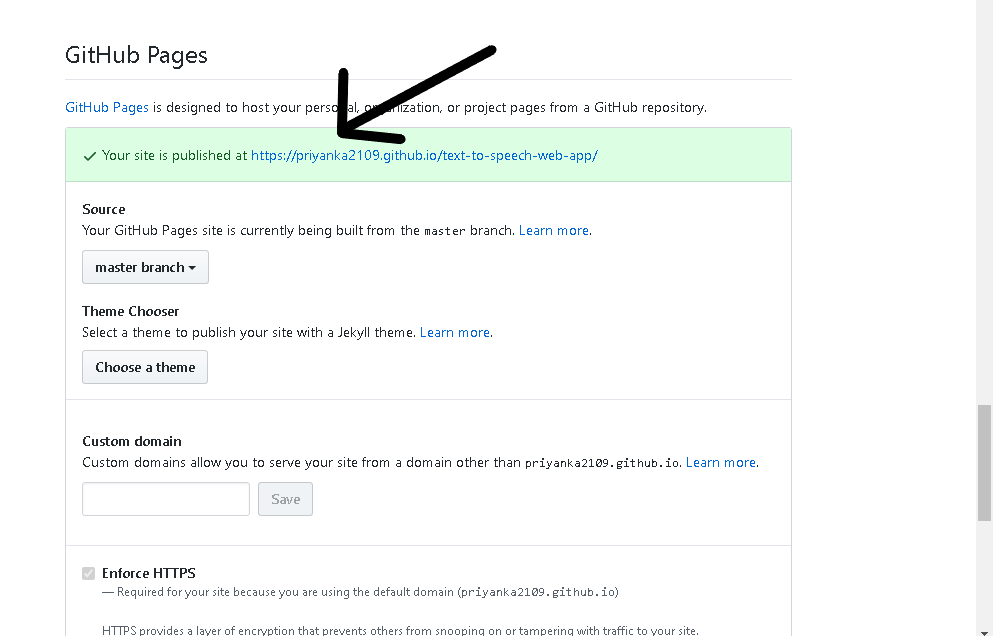 GitHub Pages
GitHub Pages is designed to host your personal, organization, or project pages from a GitHub repository.
Your site is published at https://priyanka2109.github.io/text-to-speech-web-app/
Source
Your GitHub Pages site is currently being built from the master branch. Learn more.
master branch
Theme Chooser
Select a theme to publish your site with a Jekyll theme. Learn more.
Choose a theme
Custom domain
Custom domains allow you to serve your site from a domain other than priyanka2109.github.io. Learn more.
Save
Enforce HTTPS
— Required for your site because you are using the default domain (priyanka2109.github.io)
HTTPS provides a layer of encryption that prevents others from snooping on or tampering with traffic to your site.